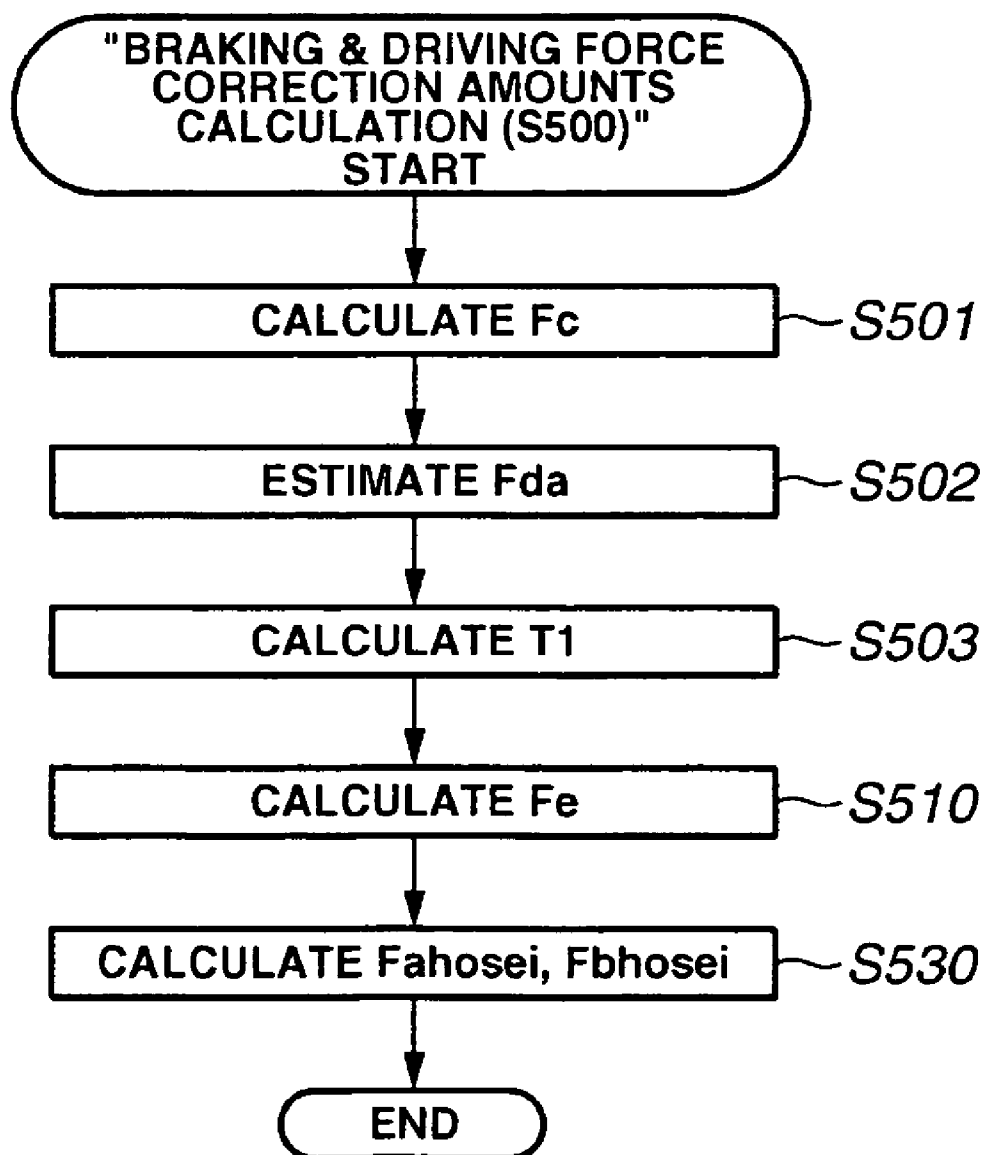 "BRAKING & DRIVING FORCE
CORRECTION AMOUNTS
CALCULATION (S500)"
START
CALCULATE Fc
S501
ESTIMATE Fda
S502
CALCULATE T1
S503
CALCULATE Fe
S510
CALCULATE Fahosei, Fbhosei
S530
END